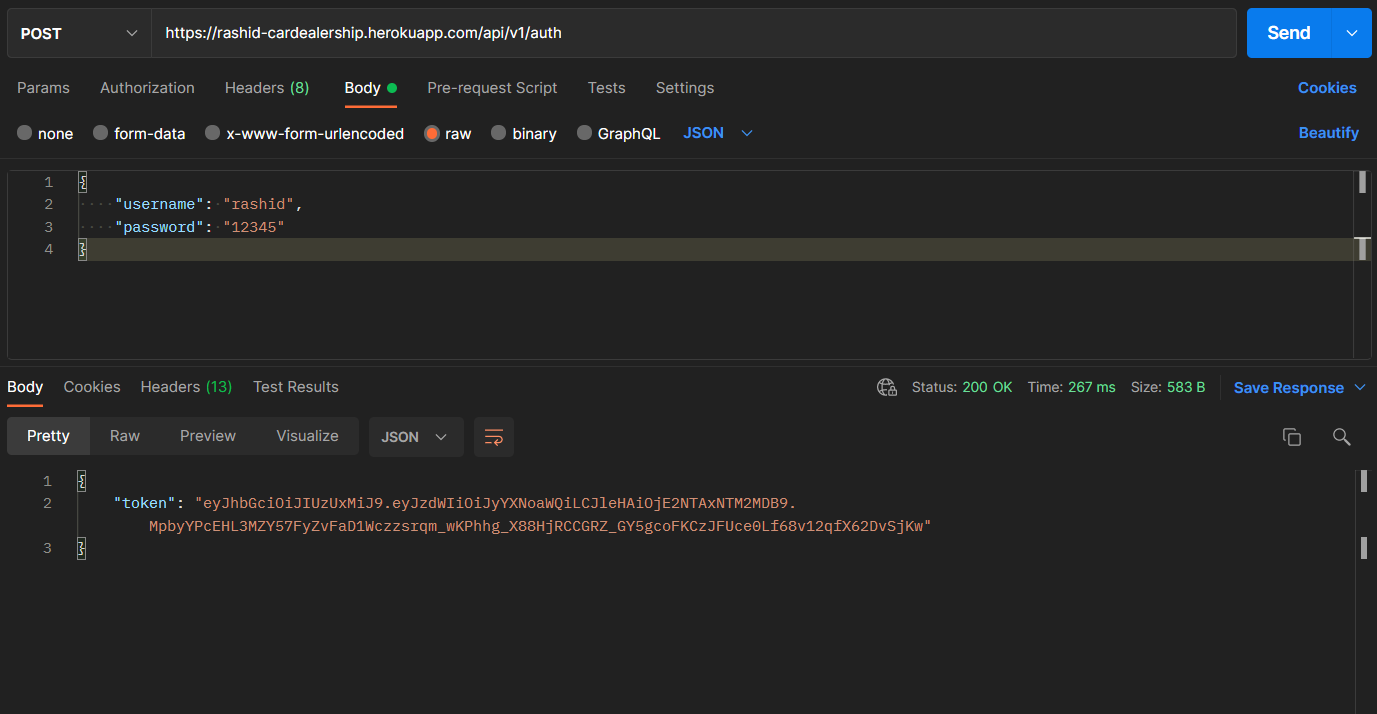 POST https://rashid-cardealership.herokuapp.com/api/v1/auth Send
Params Authorization Headers (8) Body Pre-request Script Tests Settings Cookies
none form-data x-www-form-urlencoded raw binary GraphQL JSON Beautify
1 {
2 "username": "rashid",
3 "password": "12345"
4 }
Body Cookies Headers (13) Test Results Status: 200 OK Time: 267 ms Size: 583 B Save Response
Pretty Raw Preview Visualize JSON
1 {
2 "token": "eyJhbGciOiJIUzUxMiJ9.eyJzdWIiOiJyYXNoaWQiLCJleHAiOjE2NTAxNTM2MDB9.
MpbyYPcEHL3MZY57FyZvFaD1Wczzsrqm_wKPhhg_X88HjRCCGRZ_GY5gcoFKCzJFUce0Lf68v12qfX62DvSjKw"
3 }